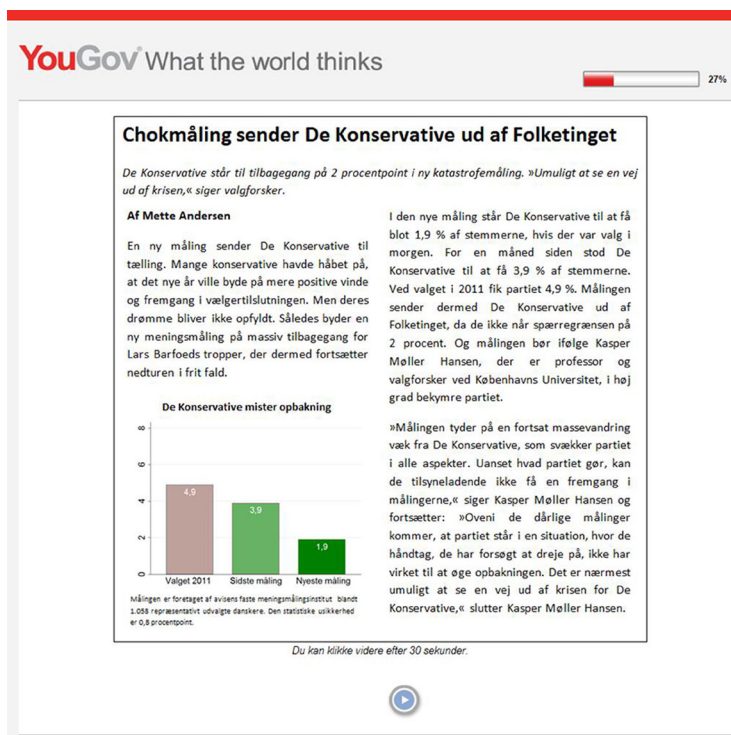 YouGov® What the world thinks
27%
Chokmåling sender De Konservative ud af Folketinget
De Konservative står til tilbagegang på 2 procentpoint i ny katastrofemåling. »Umuligt at se en vej
ud af krisen,« siger valgforsker.
Af Mette Andersen
En ny måling sender De Konservative til
tælling. Mange konservative havde håbet på,
at det nye år ville byde på mere positive vinde
og fremgang i vælgertilslutningen. Men deres
drømme bliver ikke opfyldt. Således byder en
ny meningsmåling på massiv tilbagegang for
Lars Barfoeds tropper, der dermed fortsætter
nedturen i frit fald.
De Konservative mister opbakning
8
6
4
2
0
4,9
3,9
1,9
Valget 2011 Sidste måling Nyeste måling
Målingen er foretaget af avisens faste meningsmålingsinstitut blandt
1.058 repræsentativt udvalgte danskere. Den statistiske usikkerhed
er 0,8 procentpoint.
I den nye måling står De Konservative til at få
blot 1,9 % af stemmerne, hvis der var valg i
morgen. For en måned siden stod De
Konservative til at få 3,9 % af stemmerne.
Ved valget i 2011 fik partiet 4,9 %. Målingen
sender dermed De Konservative ud af
Folketinget, da de ikke når spærregrænsen på
2 procent. Og målingen bør ifølge Kasper
Møller Hansen, der er professor og
valgforsker ved Københavns Universitet, i høj
grad bekymre partiet.
»Målingen tyder på en fortsat massevandring
væk fra De Konservative, som svækker partiet
i alle aspekter. Uanset hvad partiet gør, kan
de tilsyneladende ikke få en fremgang i
målingerne,« siger Kasper Møller Hansen og
fortsætter: »Oveni de dårlige målinger
kommer, at partiet står i en situation, hvor de
håndtag, de har forsøgt at dreje på, ikke har
virket til at øge opbakningen. Det er nærmest
umuligt at se en vej ud af krisen for De
Konservative,« slutter Kasper Møller Hansen.
Du kan klikke videre efter 30 sekunder.